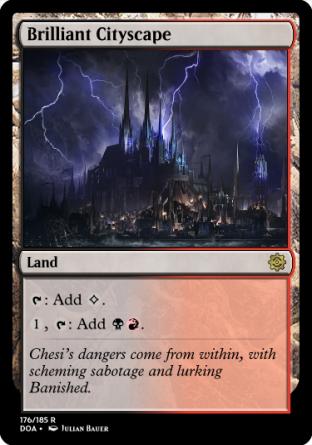 Brilliant Cityscape
Land
: Add .
1 , : Add .
Chesi's dangers come from within, with
scheming sabotage and lurking
Banished.
176/185 R
DOA • Julian Bauer